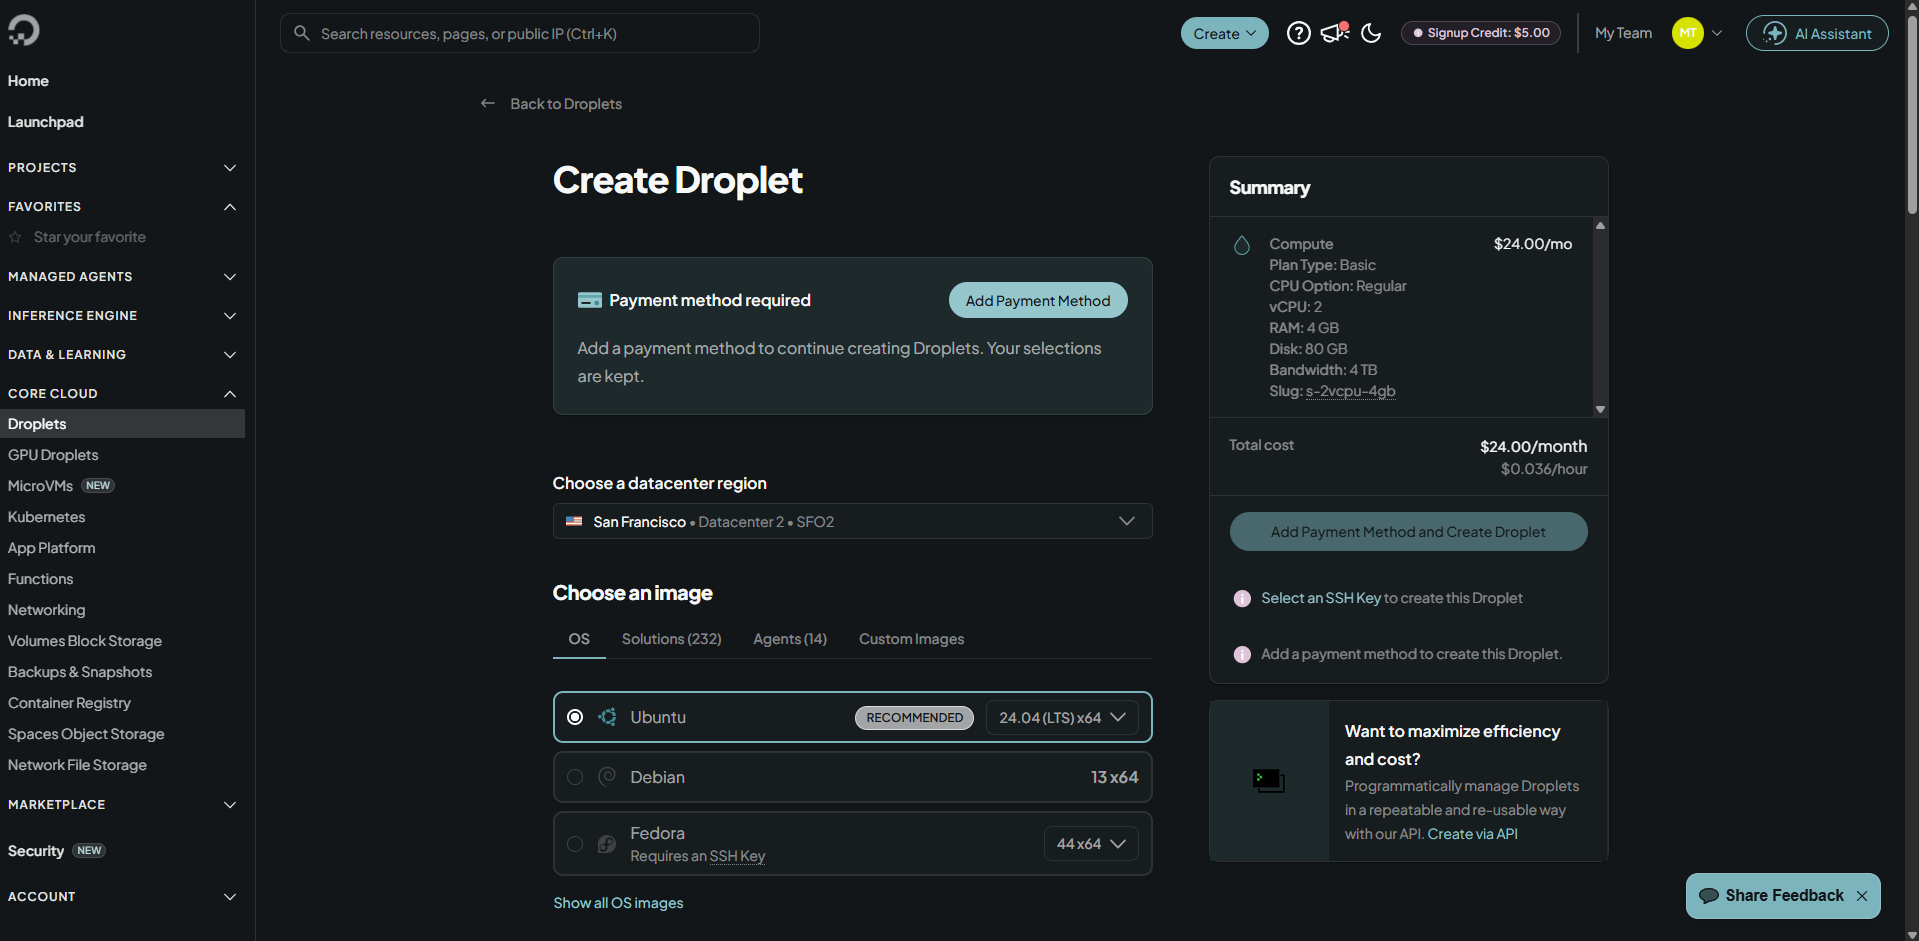 Search resources, pages, or public IP (Ctrl+K)
Create
Signup Credit: $5.00
My Team
MT
AI Assistant
Home
Launchpad
PROJECTS
FAVORITES
Star your favorite
MANAGED AGENTS
INFERENCE ENGINE
DATA & LEARNING
CORE CLOUD
Droplets
GPU Droplets
MicroVMs NEW
Kubernetes
App Platform
Functions
Networking
Volumes Block Storage
Backups & Snapshots
Container Registry
Spaces Object Storage
Network File Storage
MARKETPLACE
Security NEW
ACCOUNT
Back to Droplets
Create Droplet
Payment method required
Add Payment Method
Add a payment method to continue creating Droplets. Your selections
are kept.
Choose a datacenter region
San Francisco • Datacenter 2 • SFO2
Choose an image
OS
Solutions (232)
Agents (14)
Custom Images
Ubuntu
RECOMMENDED
24.04 (LTS) x64
Debian
13 x64
Fedora
Requires an SSH Key
44 x64
Show all OS images
Summary
Compute
$24.00/mo
Plan Type: Basic
CPU Option: Regular
vCPU: 2
RAM: 4 GB
Disk: 80 GB
Bandwidth: 4 TB
Slug: s-2vcpu-4gb
Total cost
$24.00/month
$0.036/hour
Add Payment Method and Create Droplet
Select an SSH Key to create this Droplet
Add a payment method to create this Droplet.
Want to maximize efficiency
and cost?
Programmatically manage Droplets
in a repeatable and re-usable way
with our API. Create via API
Share Feedback